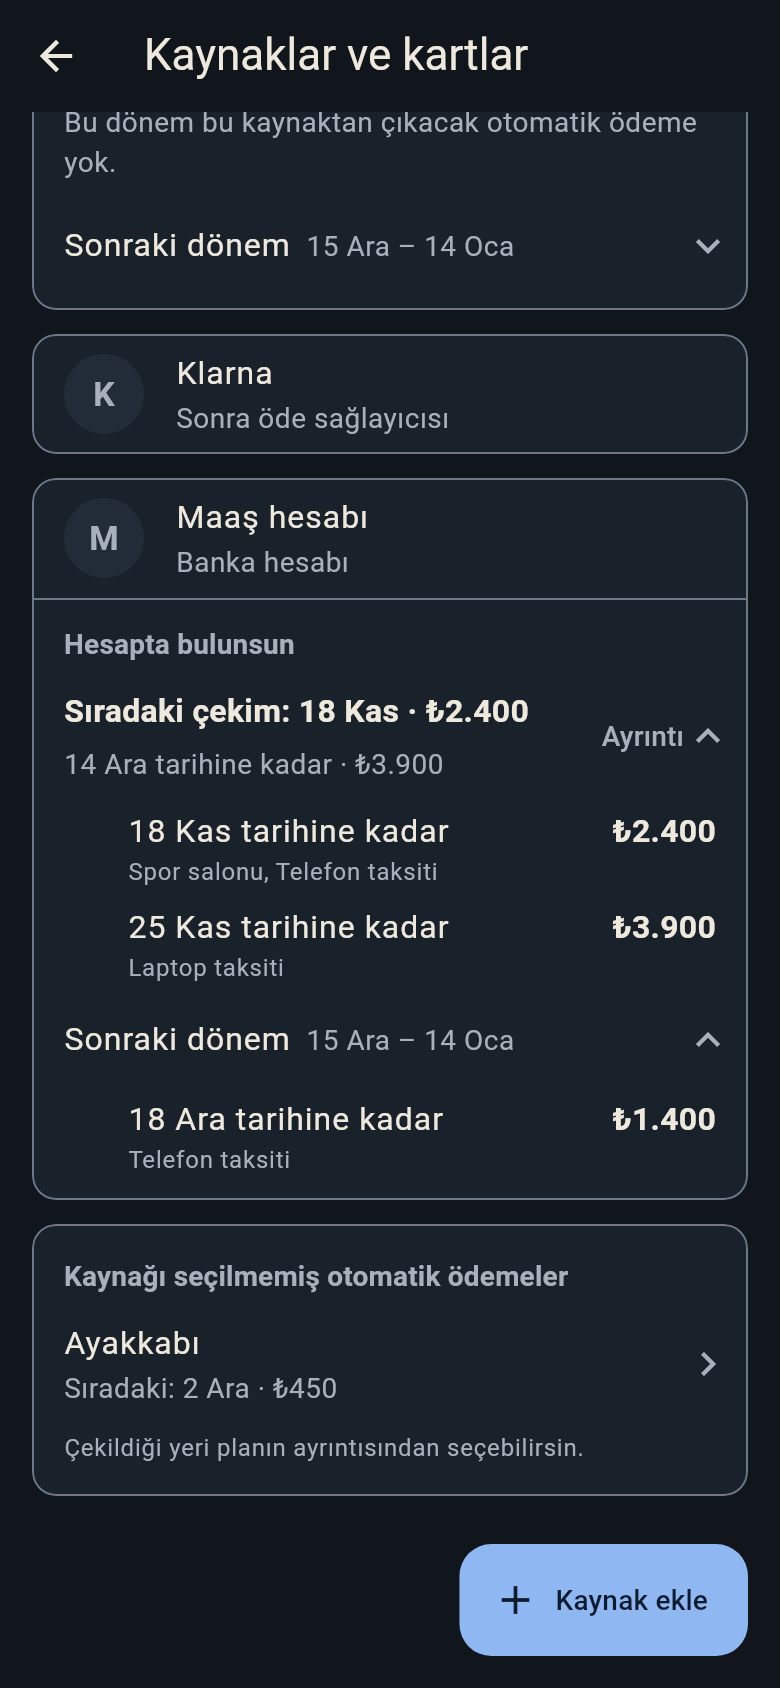 Kaynaklar ve kartlar
Bu dönem bu kaynaktan çıkacak otomatik ödeme
yok.
Sonraki dönem 15 Ara – 14 Oca
K
Klarna
Sonra öde sağlayıcısı
M
Maaş hesabı
Banka hesabı
Hesapta bulunsun
Sıradaki çekim: 18 Kas · ₺2.400
14 Ara tarihine kadar · ₺3.900
Ayrıntı
18 Kas tarihine kadar ₺2.400
Spor salonu, Telefon taksiti
25 Kas tarihine kadar ₺3.900
Laptop taksiti
Sonraki dönem 15 Ara – 14 Oca
18 Ara tarihine kadar ₺1.400
Telefon taksiti
Kaynağı seçilmemiş otomatik ödemeler
Ayakkabı
Sıradaki: 2 Ara · ₺450
Çekildiği yeri planın ayrıntısından seçebilirsin.
+ Kaynak ekle